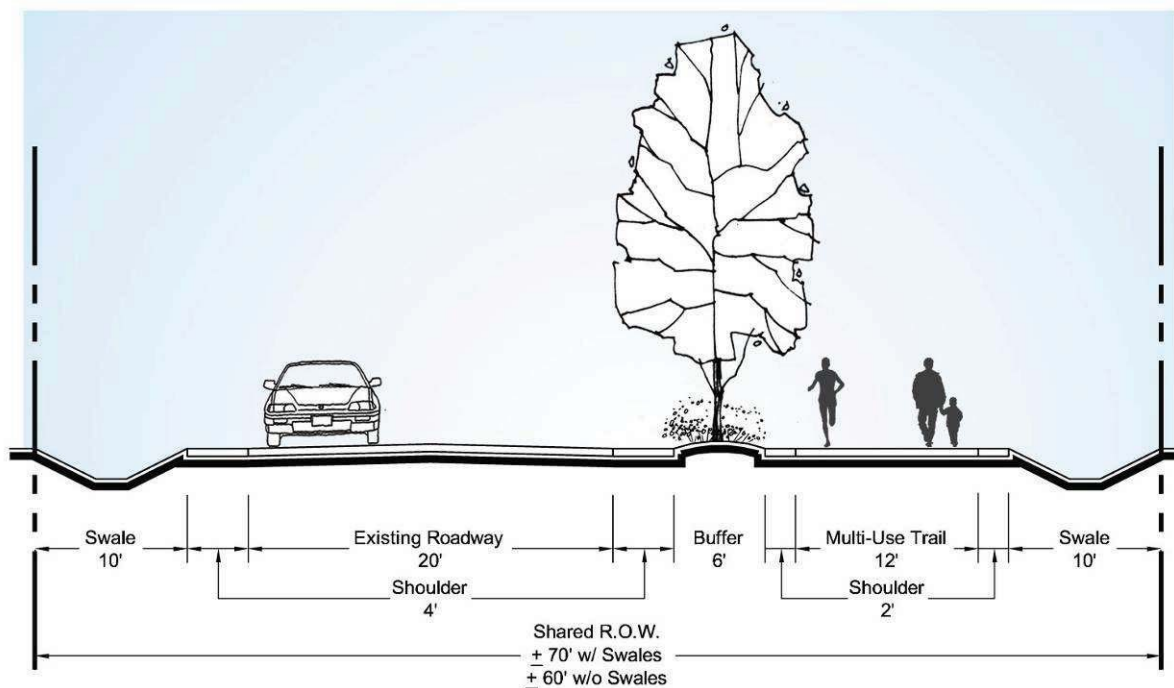 Swale
10'
Existing Roadway
20'
Buffer
6'
Multi-Use Trail
12'
Swale
10'
Shoulder
4'
Shoulder
2'
Shared R.O.W.
± 70' w/ Swales
± 60' w/o Swales